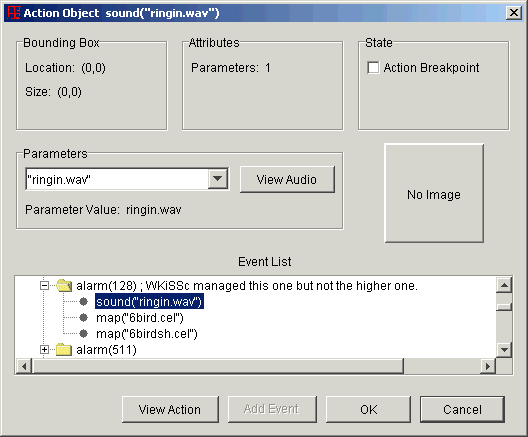 Action Object sound("ringin.wav")
Bounding Box
Location: (0,0)
Size: (0,0)
Attributes
Parameters: 1
State
Action Breakpoint
Parameters
"ringin.wav"
View Audio
Parameter Value: ringin.wav
No Image
Event List
alarm(128) ; WKiSSc managed this one but not the higher one.
sound("ringin.wav")
map("6bird.cel")
map("6birdsh.cel")
alarm(511)
View Action
Add Event
OK
Cancel